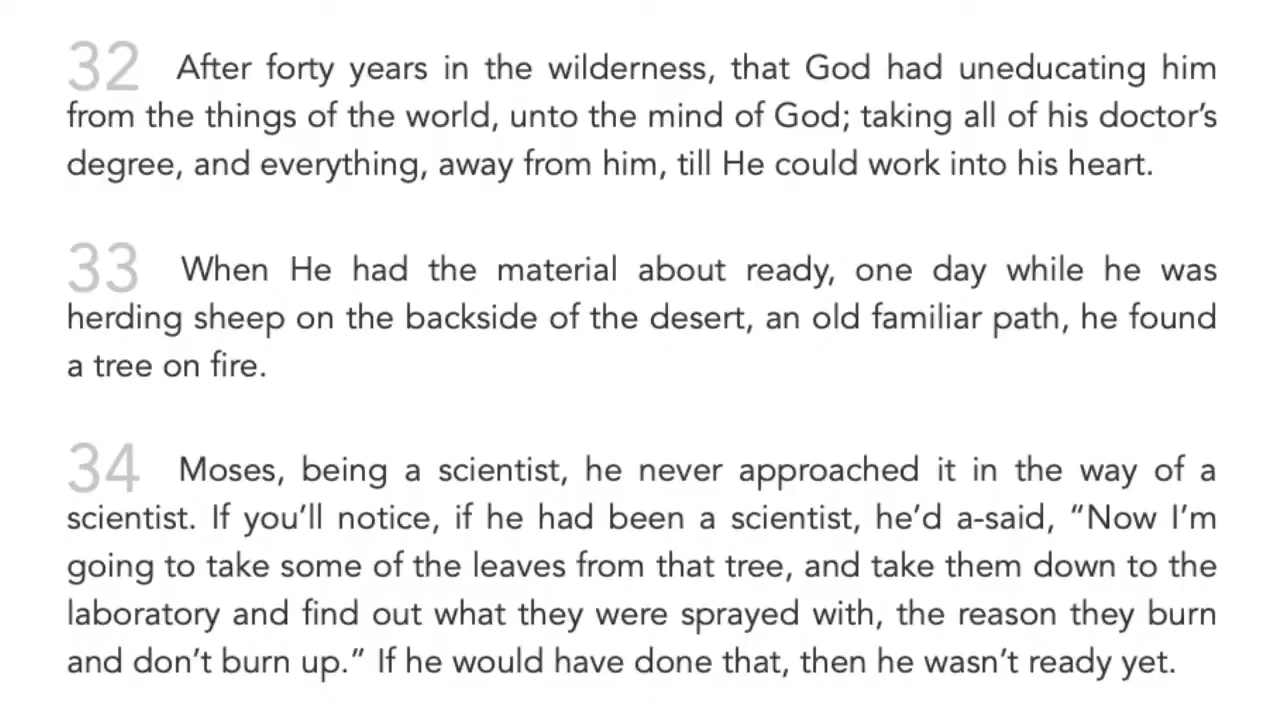 32 After forty years in the wilderness, that God had uneducating him
from the things of the world, unto the mind of God; taking all of his doctor’s
degree, and everything, away from him, till He could work into his heart.
33 When He had the material about ready, one day while he was
herding sheep on the backside of the desert, an old familiar path, he found
a tree on fire.
34 Moses, being a scientist, he never approached it in the way of a
scientist. If you’ll notice, if he had been a scientist, he’d a-said, “Now I’m
going to take some of the leaves from that tree, and take them down to the
laboratory and find out what they were sprayed with, the reason they burn
and don’t burn up.” If he would have done that, then he wasn’t ready yet.